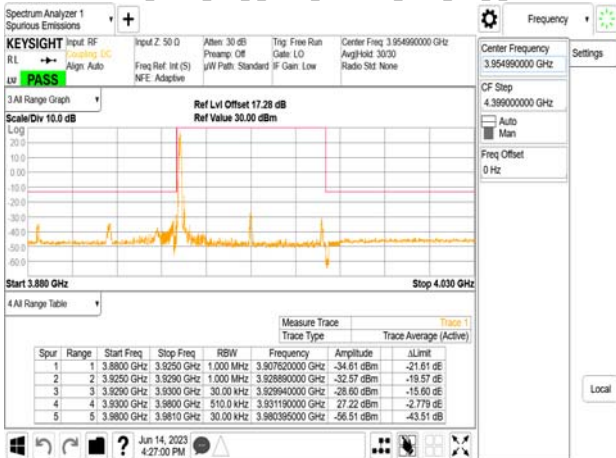 Spectrum Analyzer 1
Spurious Emissions
+
Frequency
KEYSIGHT Input: RF Input Z: 50 Ω Atten: 30 dB Trig: Free Run Center Freq: 3.954990000 GHz
RL Coupling: DC Preamp: Off Gate: LO Avg|Hold: 30/30
Align: Auto Freq Ref: Int (S) µW Path: Standard IF Gain: Low Radio Std: None
LV PASS NFE: Adaptive
Center Frequency
3.954990000 GHz
Settings
CF Step
4.399000000 GHz
Auto
Man
Freq Offset
0 Hz
Local
3 All Range Graph
Ref Lvl Offset 17.28 dB
Scale/Div 10.0 dB Ref Value 30.00 dBm
Log
20.0
10.0
0.00
-10.0
-20.0
-30.0
-40.0
-50.0
-60.0
Start 3.880 GHz Stop 4.030 GHz
4 All Range Table
Measure Trace Trace 1
Trace Type Trace Average (Active)
Spur Range Start Freq Stop Freq RBW Frequency Amplitude ΔLimit
1 1 3.8800 GHz 3.9250 GHz 1.000 MHz 3.907620000 GHz -34.61 dBm -21.61 dB
2 2 3.9250 GHz 3.9290 GHz 1.000 MHz 3.928890000 GHz -32.57 dBm -19.57 dB
3 3 3.9290 GHz 3.9300 GHz 30.00 kHz 3.929940000 GHz -28.60 dBm -15.60 dB
4 4 3.9300 GHz 3.9800 GHz 510.0 kHz 3.931190000 GHz 27.22 dBm -2.779 dB
5 5 3.9800 GHz 3.9810 GHz 30.00 kHz 3.980395000 GHz -56.51 dBm -43.51 dB
?
Jun 14, 2023
4:27:00 PM